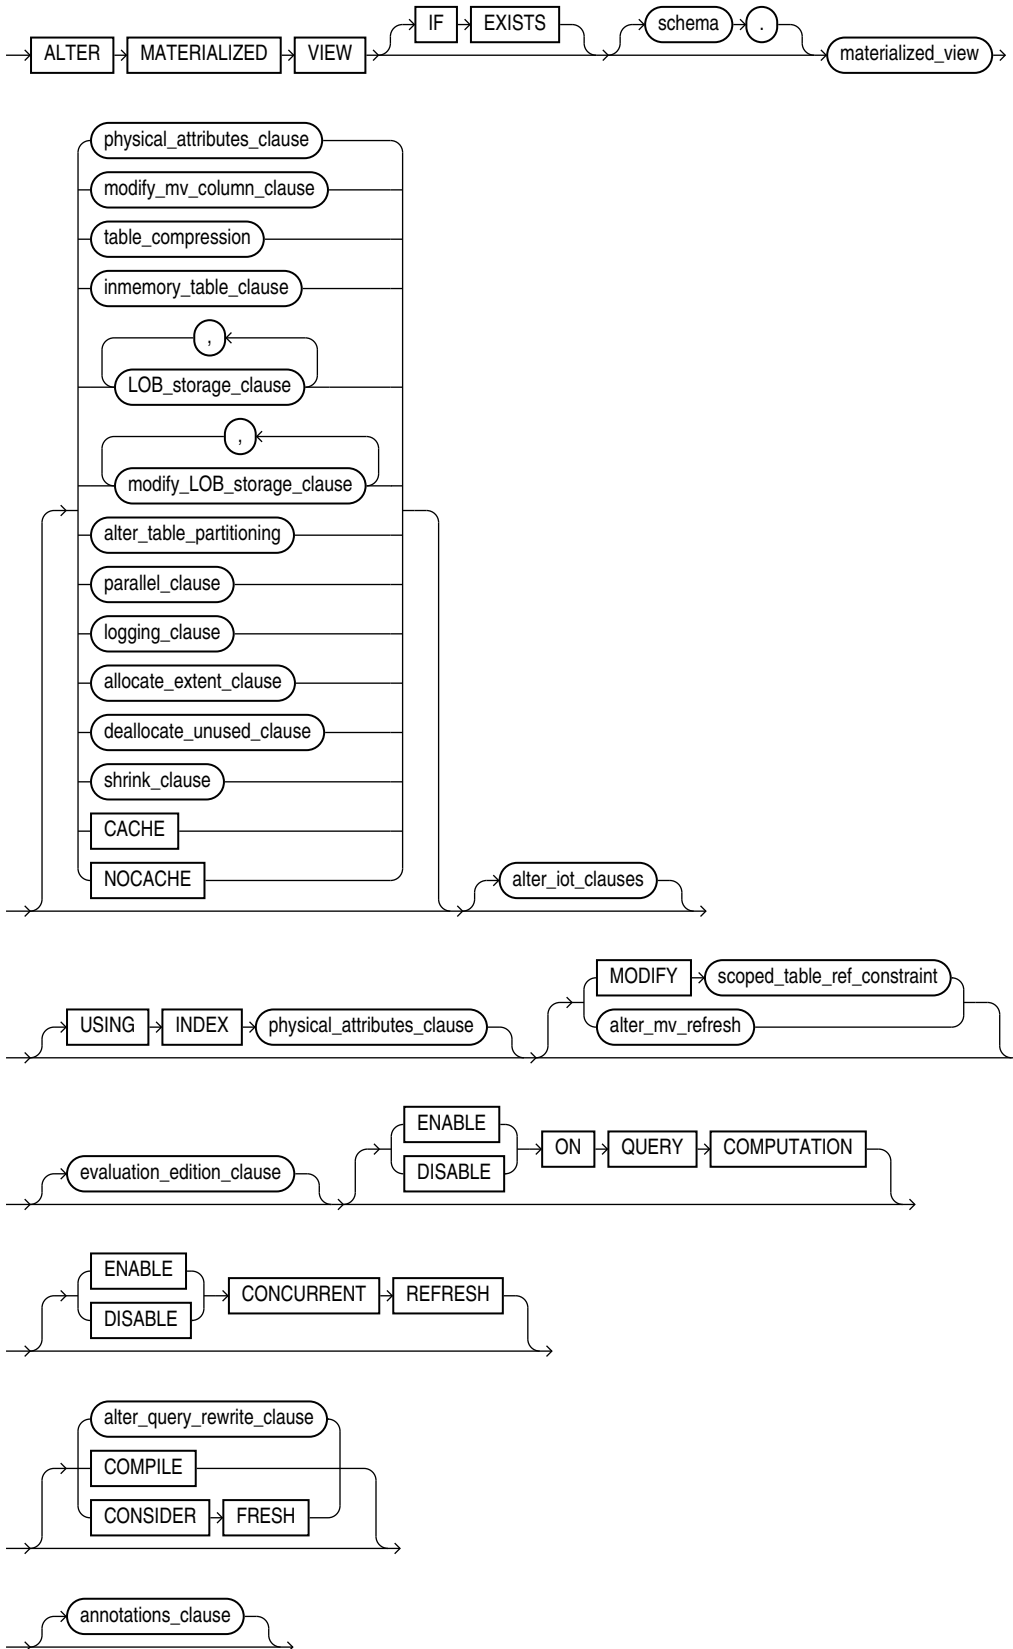 ALTER MATERIALIZED VIEW IF EXISTS schema . materialized_view
physical_attributes_clause
modify_mv_column_clause
table_compression
inmemory_table_clause
,
LOB_storage_clause
,
modify_LOB_storage_clause
alter_table_partitioning
parallel_clause
logging_clause
allocate_extent_clause
deallocate_unused_clause
shrink_clause
CACHE
NOCACHE
alter_iot_clauses
USING INDEX physical_attributes_clause
MODIFY scoped_table_ref_constraint
alter_mv_refresh
evaluation_edition_clause
ENABLE
DISABLE
ON QUERY COMPUTATION
ENABLE
DISABLE
CONCURRENT REFRESH
alter_query_rewrite_clause
COMPILE
CONSIDER FRESH
annotations_clause